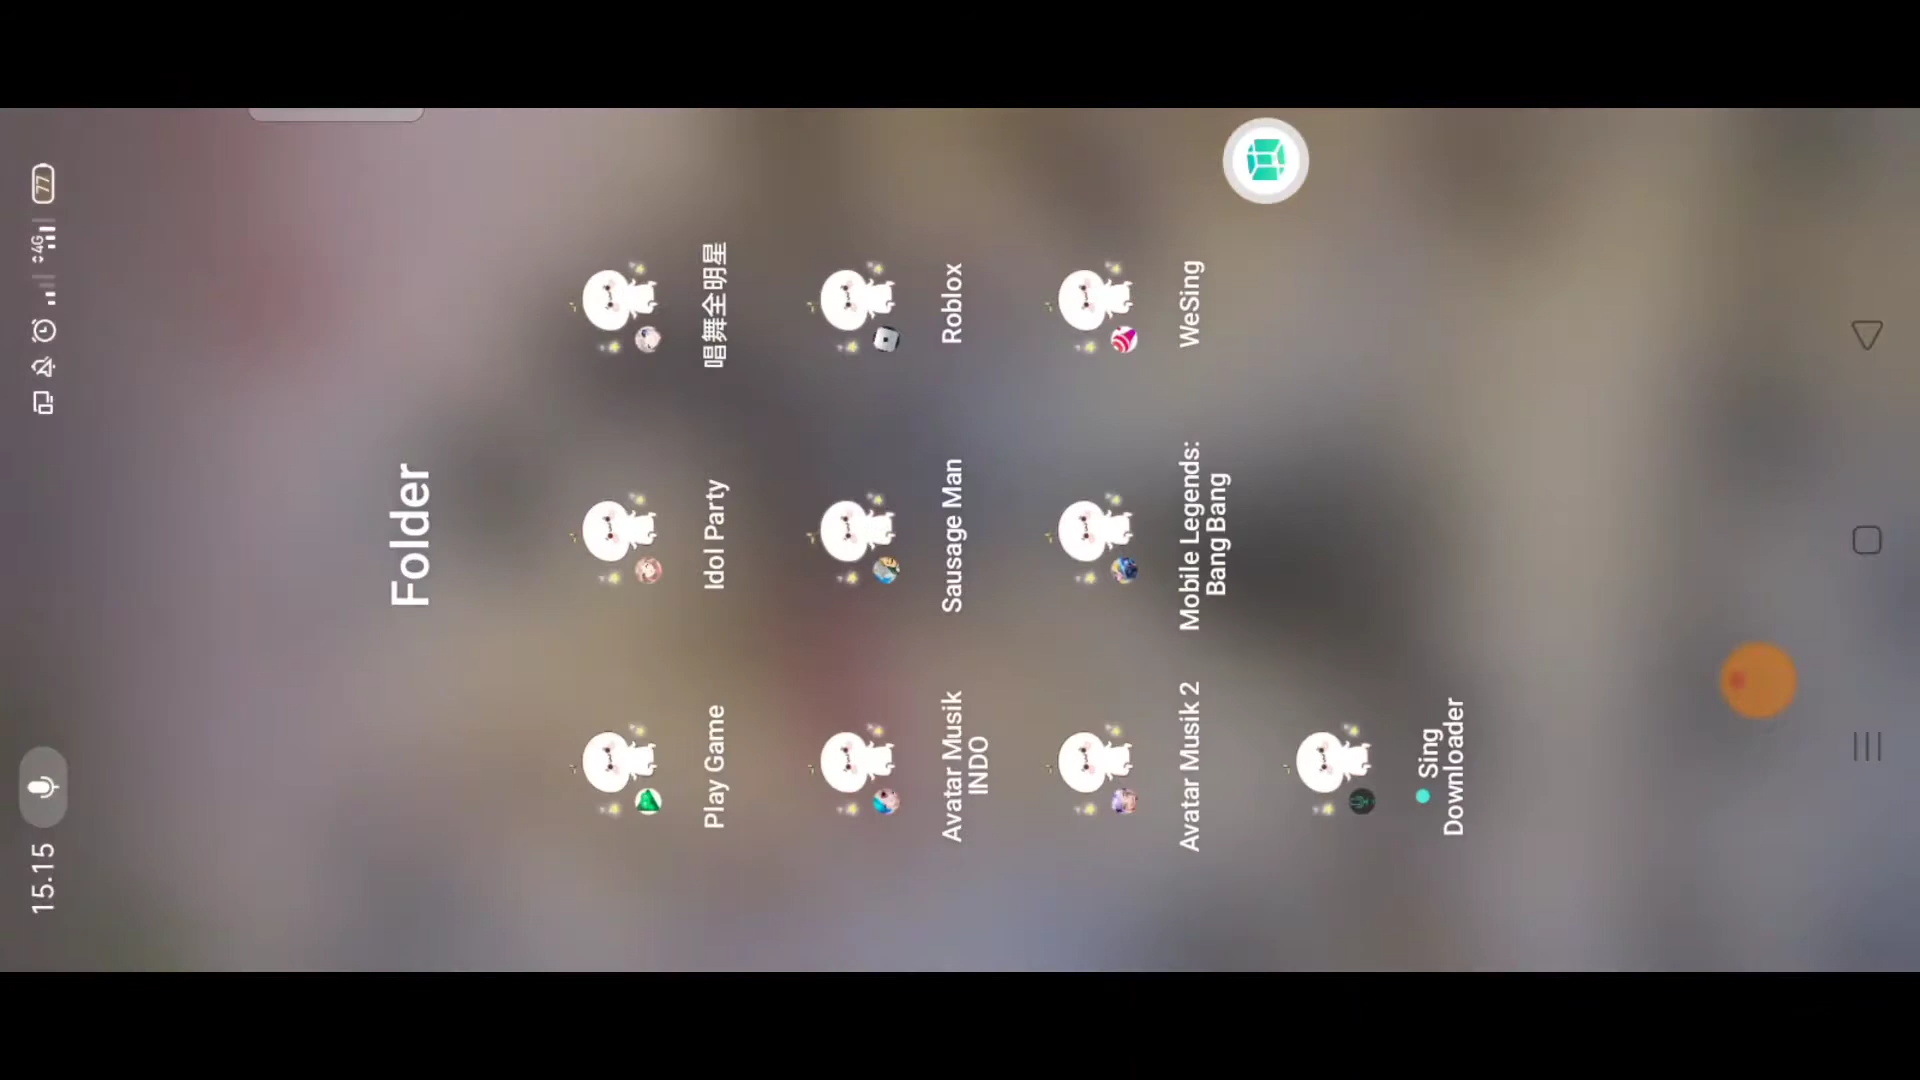 15.15
4G
77
Folder
Play Game
Idol Party
唱舞全明星
Avatar Musik
INDO
Sausage Man
Roblox
Avatar Musik 2
Mobile Legends:
Bang Bang
WeSing
Sing
Downloader